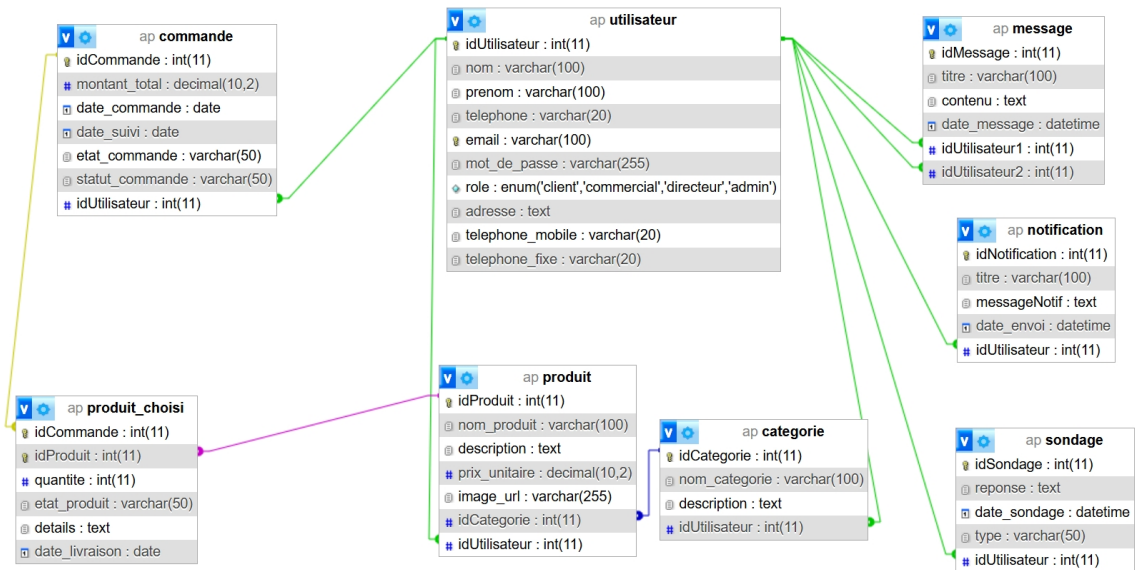 ap commande
idCommande : int(11)
montant_total : decimal(10,2)
date_commande : date
date_suivi : date
etat_commande : varchar(50)
statut_commande : varchar(50)
idUtilisateur : int(11)
ap utilisateur
idUtilisateur : int(11)
nom : varchar(100)
prenom : varchar(100)
telephone : varchar(20)
email : varchar(100)
mot_de_passe : varchar(255)
role : enum('client','commercial','directeur','admin')
adresse : text
telephone_mobile : varchar(20)
telephone_fixe : varchar(20)
ap message
idMessage : int(11)
titre : varchar(100)
contenu : text
date_message : datetime
idUtilisateur1 : int(11)
idUtilisateur2 : int(11)
ap notification
idNotification : int(11)
titre : varchar(100)
messageNotif : text
date_envoi : datetime
idUtilisateur : int(11)
ap produit_choisi
idCommande : int(11)
idProduit : int(11)
quantite : int(11)
etat_produit : varchar(50)
details : text
date_livraison : date
ap produit
idProduit : int(11)
nom_produit : varchar(100)
description : text
prix_unitaire : decimal(10,2)
image_url : varchar(255)
idCategorie : int(11)
idUtilisateur : int(11)
ap categorie
idCategorie : int(11)
nom_categorie : varchar(100)
description : text
idUtilisateur : int(11)
ap sondage
idSondage : int(11)
reponse : text
date_sondage : datetime
type : varchar(50)
idUtilisateur : int(11)